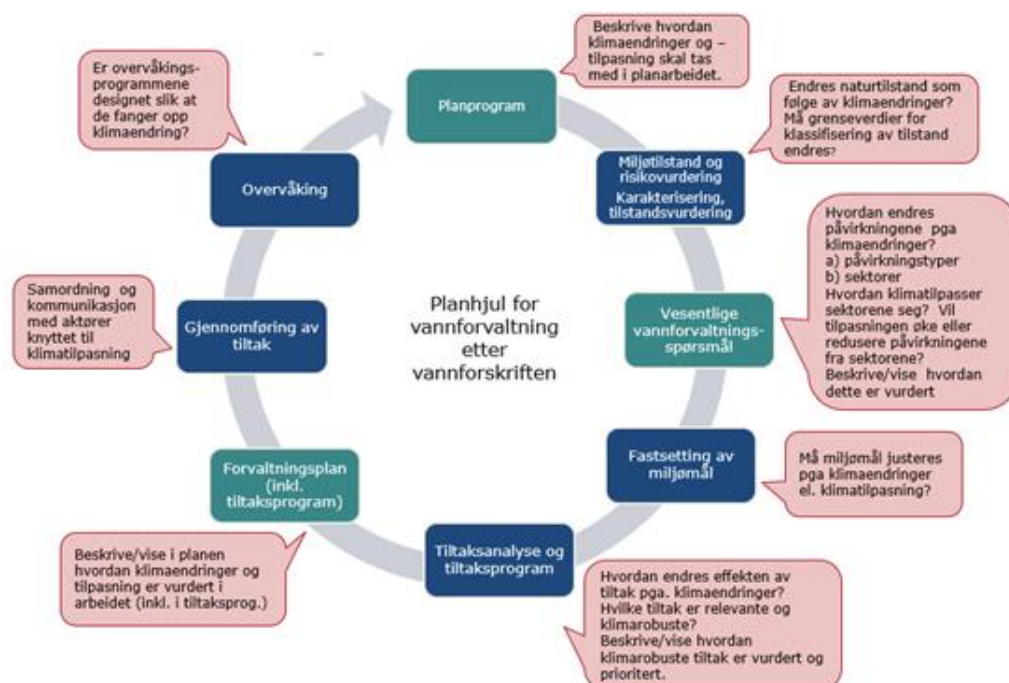 Beskrive hvordan
klimaendringer og –
tilpasning skal tas
med i planarbeidet.
Planprogram
Endres naturtilstand som
følge av klimaendringer?
Må grenseverdier for
klassifisering av tilstand
endres?
Miljøtilstand og
risikovurdering
Karakterisering,
tilstandsvurdering
Hvordan endres
påvirkningene pga
klimaendringer?
a) påvirkningstyper
b) sektorer
Hvordan klimatilpasser
sektorene seg? Vil
tilpasningen øke eller
redusere påvirkningene
fra sektorene?
Beskrive/vise hvordan
dette er vurdert
Vesentlige
vannforvaltnings-
spørsmål
Fastsetting av
miljømål
Må miljømål justeres
pga klimaendringer
el. klimatilpasning?
Tiltaksanalyse og
tiltaksprogram
Hvordan endres effekten av
tiltak pga. klimaendringer?
Hvilke tiltak er relevante og
klimarobuste?
Beskrive/vise hvordan
klimarobuste tiltak er vurdert og
prioritert.
Forvaltningsplan
(inkl.
tiltaksprogram)
Beskrive/vise i planen
hvordan klimaendringer og
tilpasning er vurdert i
arbeidet (inkl. i tiltaksprog.)
Gjennomføring av
tiltak
Samordning og
kommunikasjon
med aktører
knyttet til
klimatilpasning
Overvåking
Er overvåkings-
programmene
designet slik at
de fanger opp
klimaendring?
Planhjul for
vannforvaltning
etter
vannforskriften